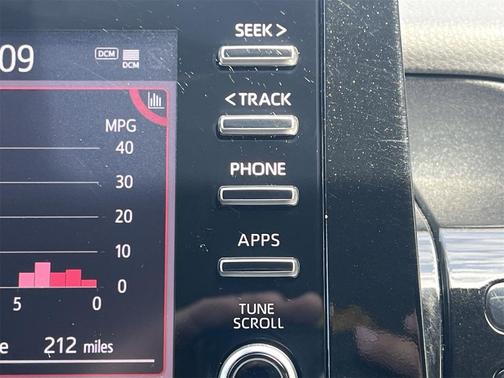 09
DCM
DCM
SEEK >
< TRACK
PHONE
APPS
TUNE
SCROLL
MPG
40
30
20
10
0
5 0
212 miles